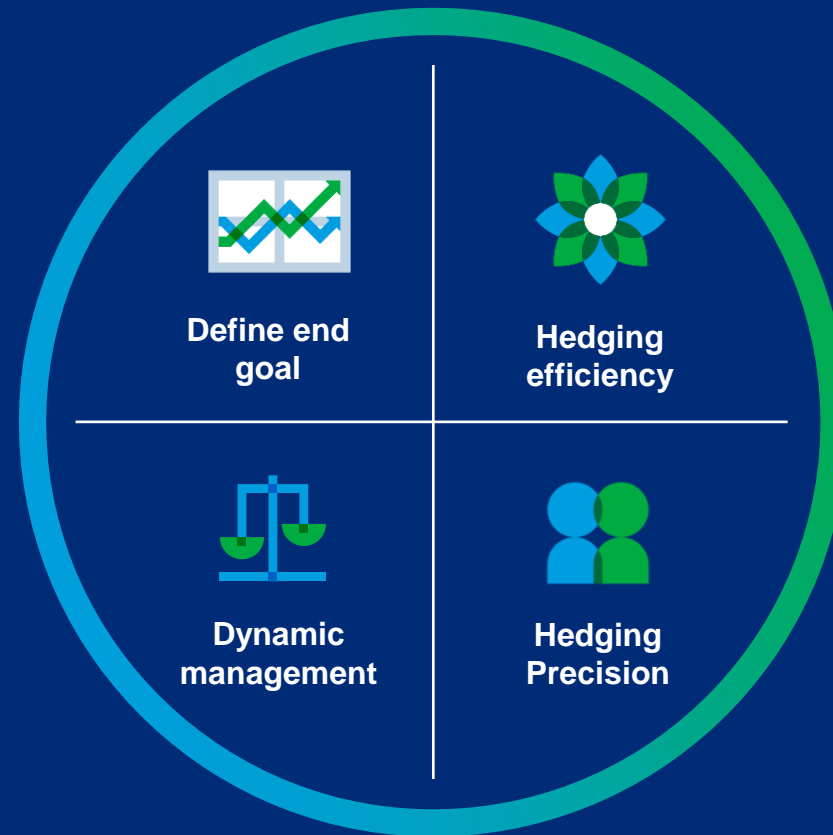 Define end
goal
Hedging
efficiency
Dynamic
management
Hedging
Precision